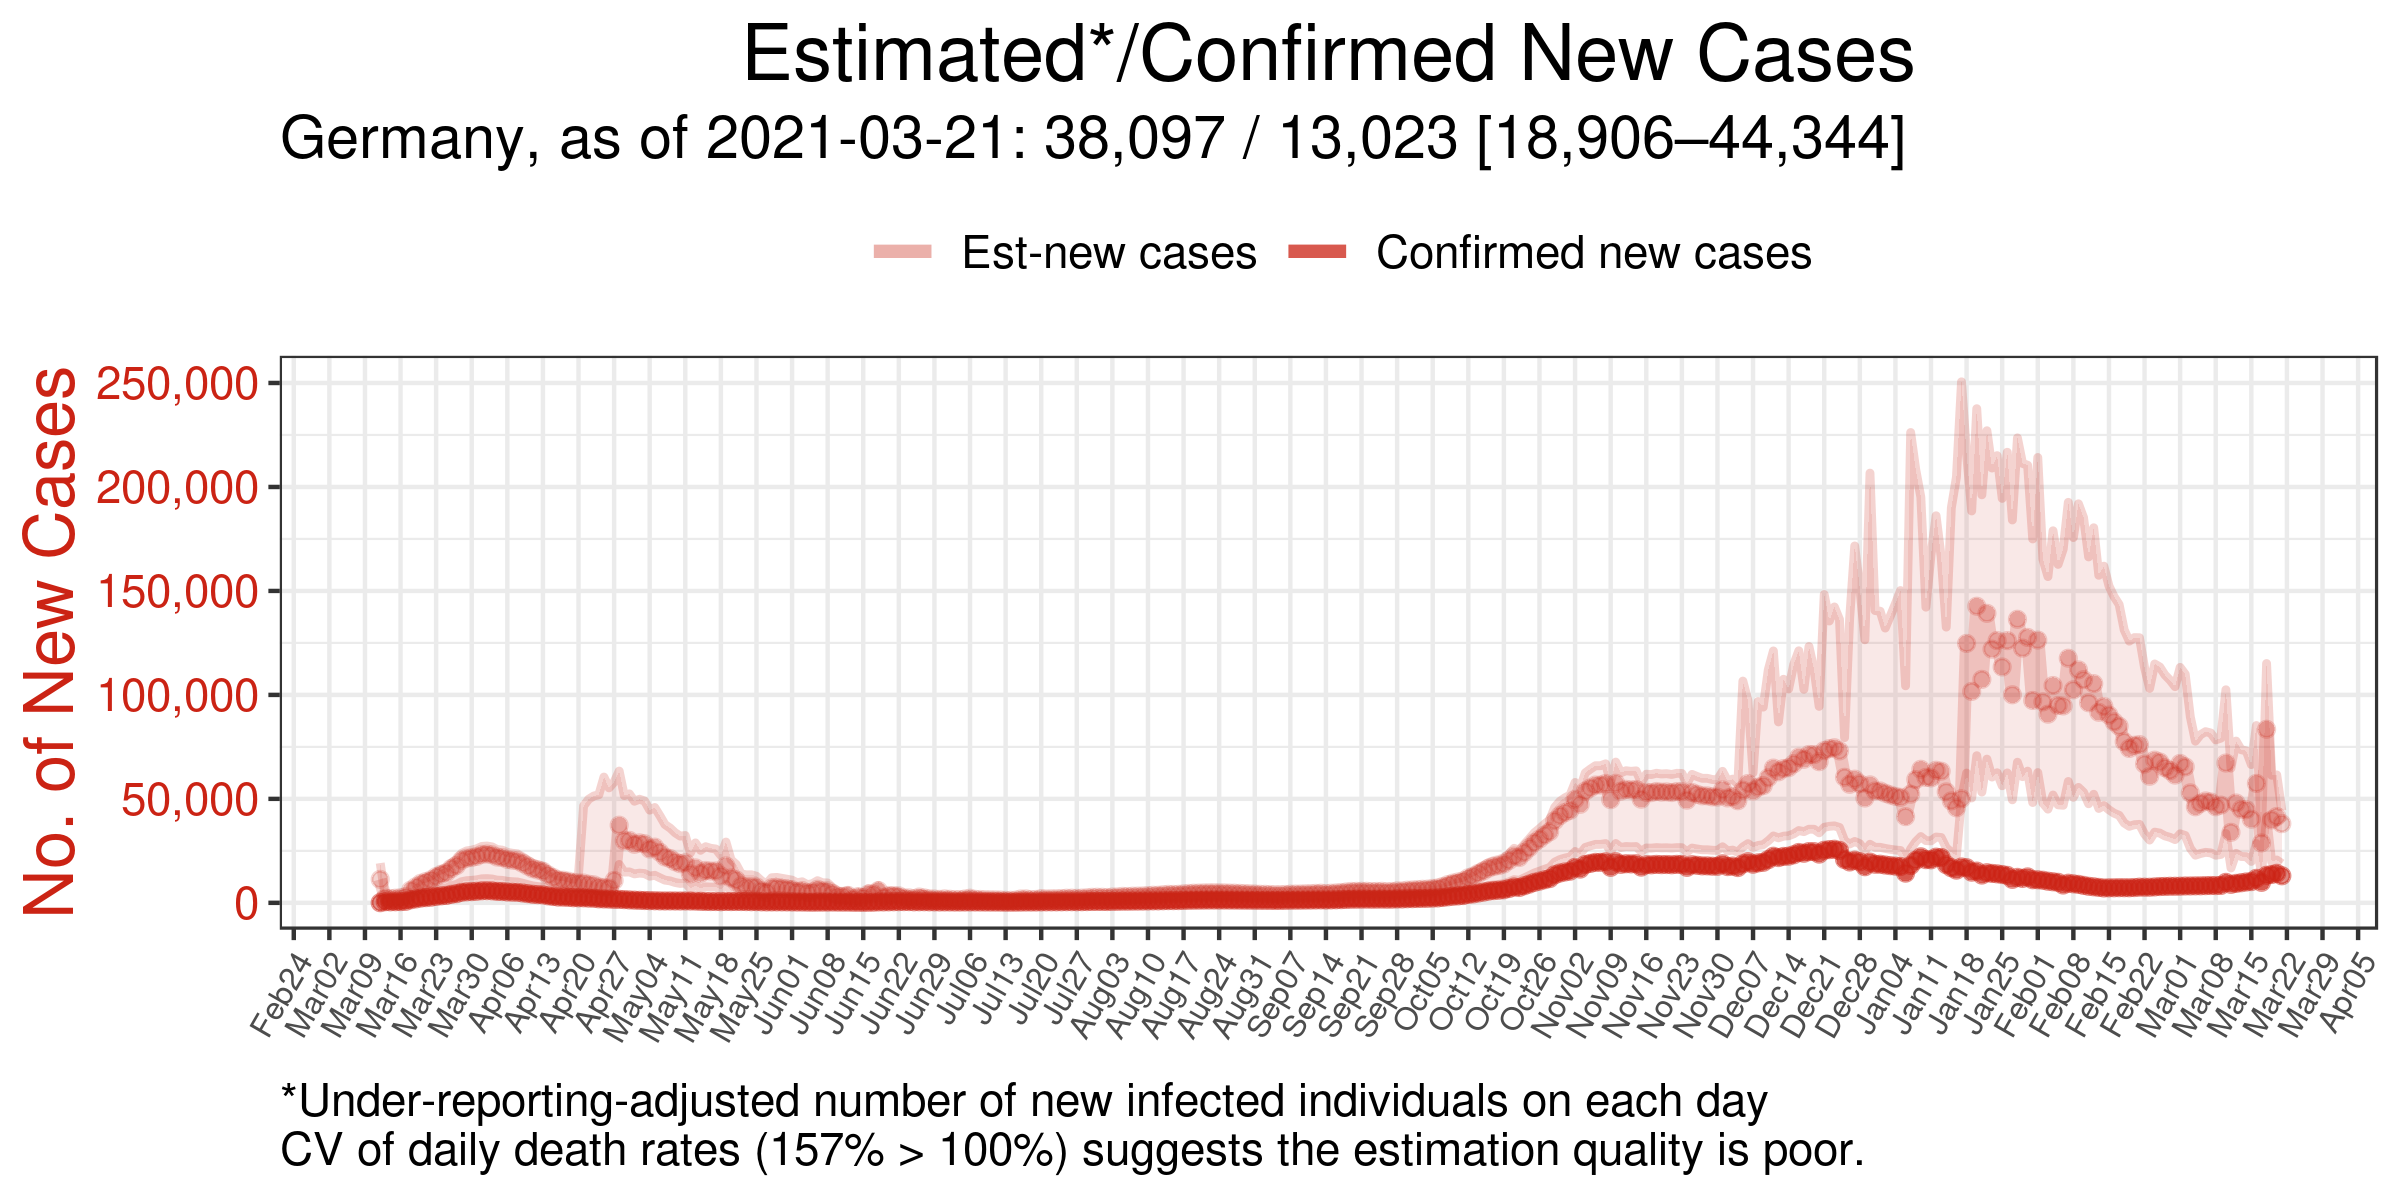 Estimated*/Confirmed New Cases
Germany, as of 2021-03-21: 38,097 / 13,023 [18,906–44,344]
Est-new cases
Confirmed new cases
No. of New Cases
250,000
200,000
150,000
100,000
50,000
0
Feb24
Mar02
Mar09
Mar16
Mar23
Mar30
Apr06
Apr13
Apr20
Apr27
May04
May11
May18
May25
Jun01
Jun08
Jun15
Jun22
Jun29
Jul06
Jul13
Jul20
Jul27
Aug03
Aug10
Aug17
Aug24
Aug31
Sep07
Sep14
Sep21
Sep28
Oct05
Oct12
Oct19
Oct26
Nov02
Nov09
Nov16
Nov23
Nov30
Dec07
Dec14
Dec21
Dec28
Jan04
Jan11
Jan18
Jan25
Feb01
Feb08
Feb15
Feb22
Mar01
Mar08
Mar15
Mar22
Mar29
Apr05
*Under-reporting-adjusted number of new infected individuals on each day
CV of daily death rates (157% > 100%) suggests the estimation quality is poor.